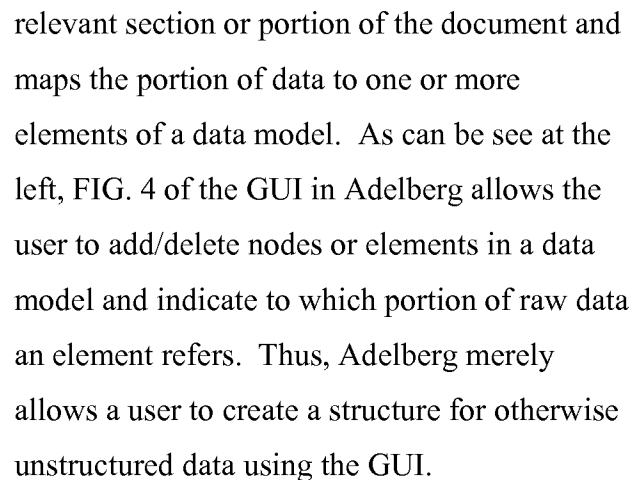 relevant section or portion of the document and
maps the portion of data to one or more
elements of a data model.  As can be see at the
left, FIG. 4 of the GUI in Adelberg allows the
user to add/delete nodes or elements in a data
model and indicate to which portion of raw data
an element refers.  Thus, Adelberg merely
allows a user to create a structure for otherwise
unstructured data using the GUI.